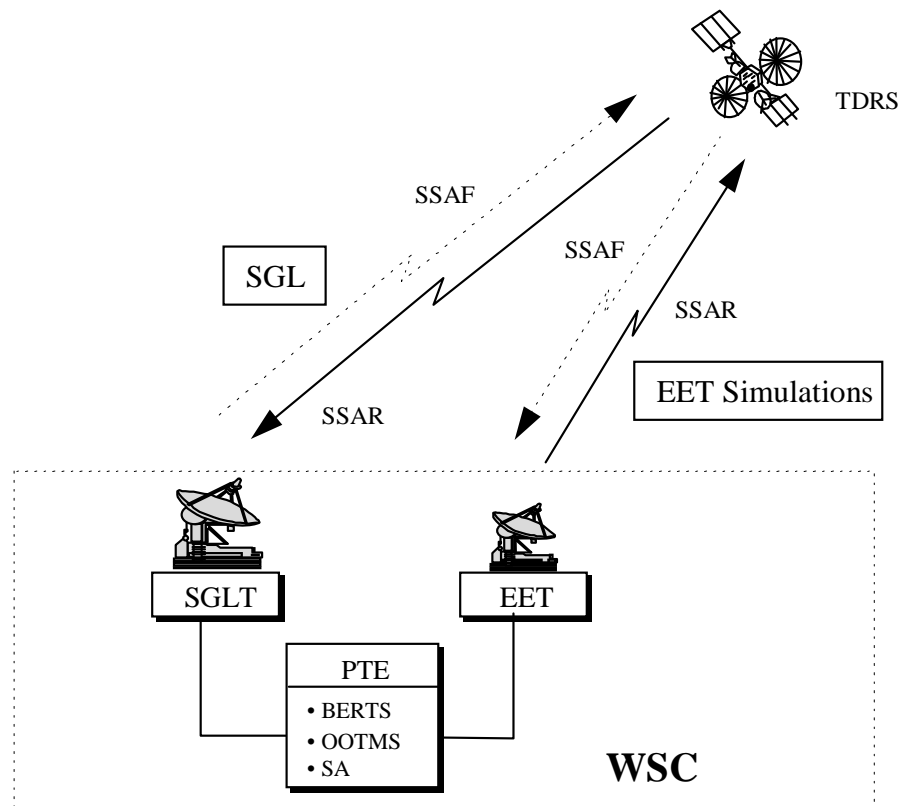 TDRS
SSAF
SGL
SSAF
SSAR
EET Simulations
SSAR
SGLT
EET
PTE
• BERTS
• OOTMS
• SA
WSC